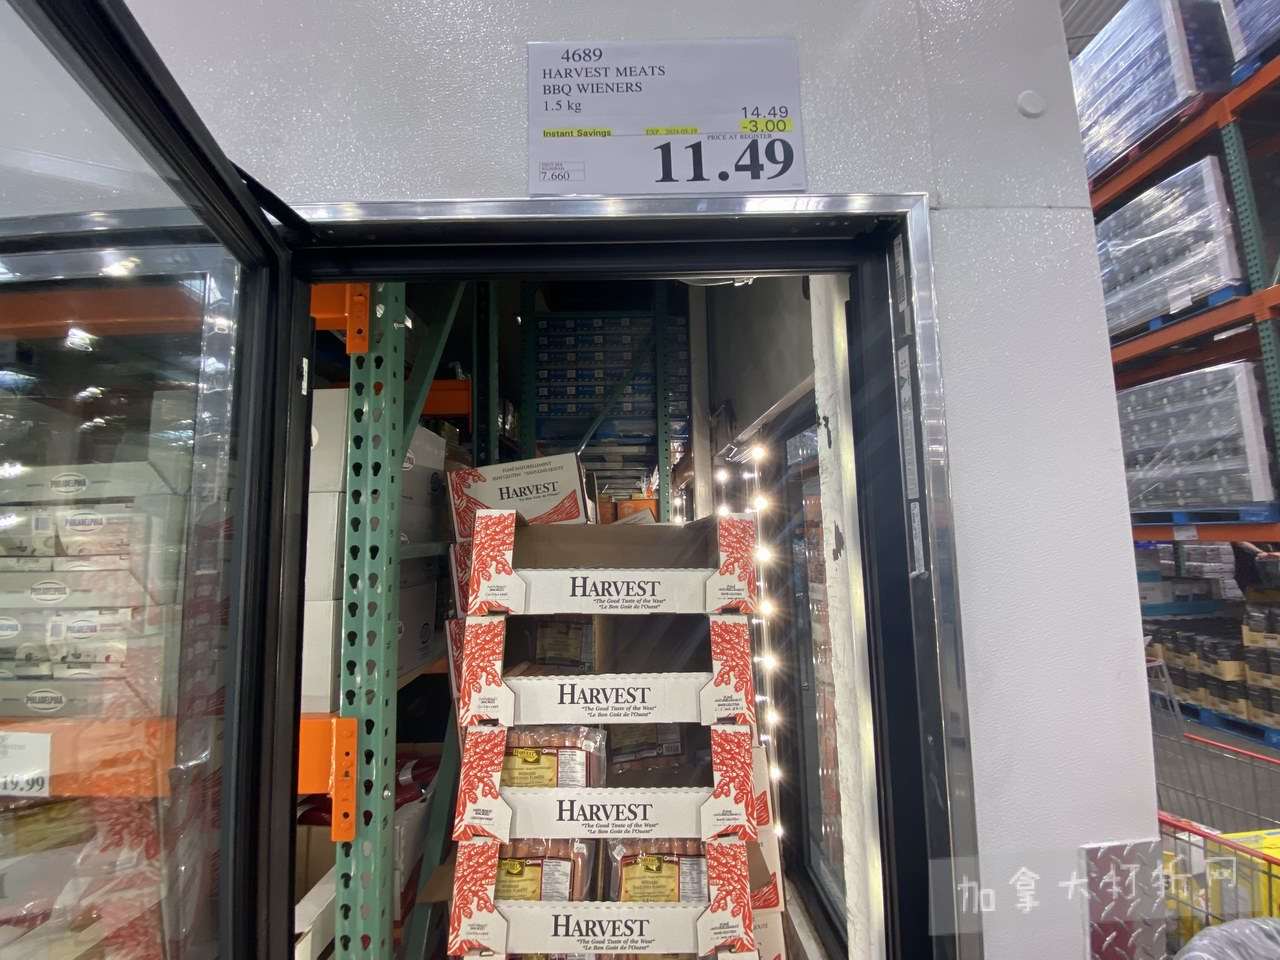 4689
HARVEST MEATS
BBQ WIENERS
1.5 kg
14.49
Instant Savings
-3.00
PRICE AT REGISTER
7.660
11.49
HARVEST
HARVEST
"The Good Taste of the West"
"Le Bon Goût de l'Ouest"
HARVEST
"The Good Taste of the West"
"Le Bon Goût de l'Ouest"
HARVEST
"The Good Taste of the West"
"Le Bon Goût de l'Ouest"
HARVEST
"The Good Taste of the West"
"Le Bon Goût de l'Ouest"
PHILADELPHIA
PHILADELPHIA
PHILADELPHIA
19.99
加拿大打折网